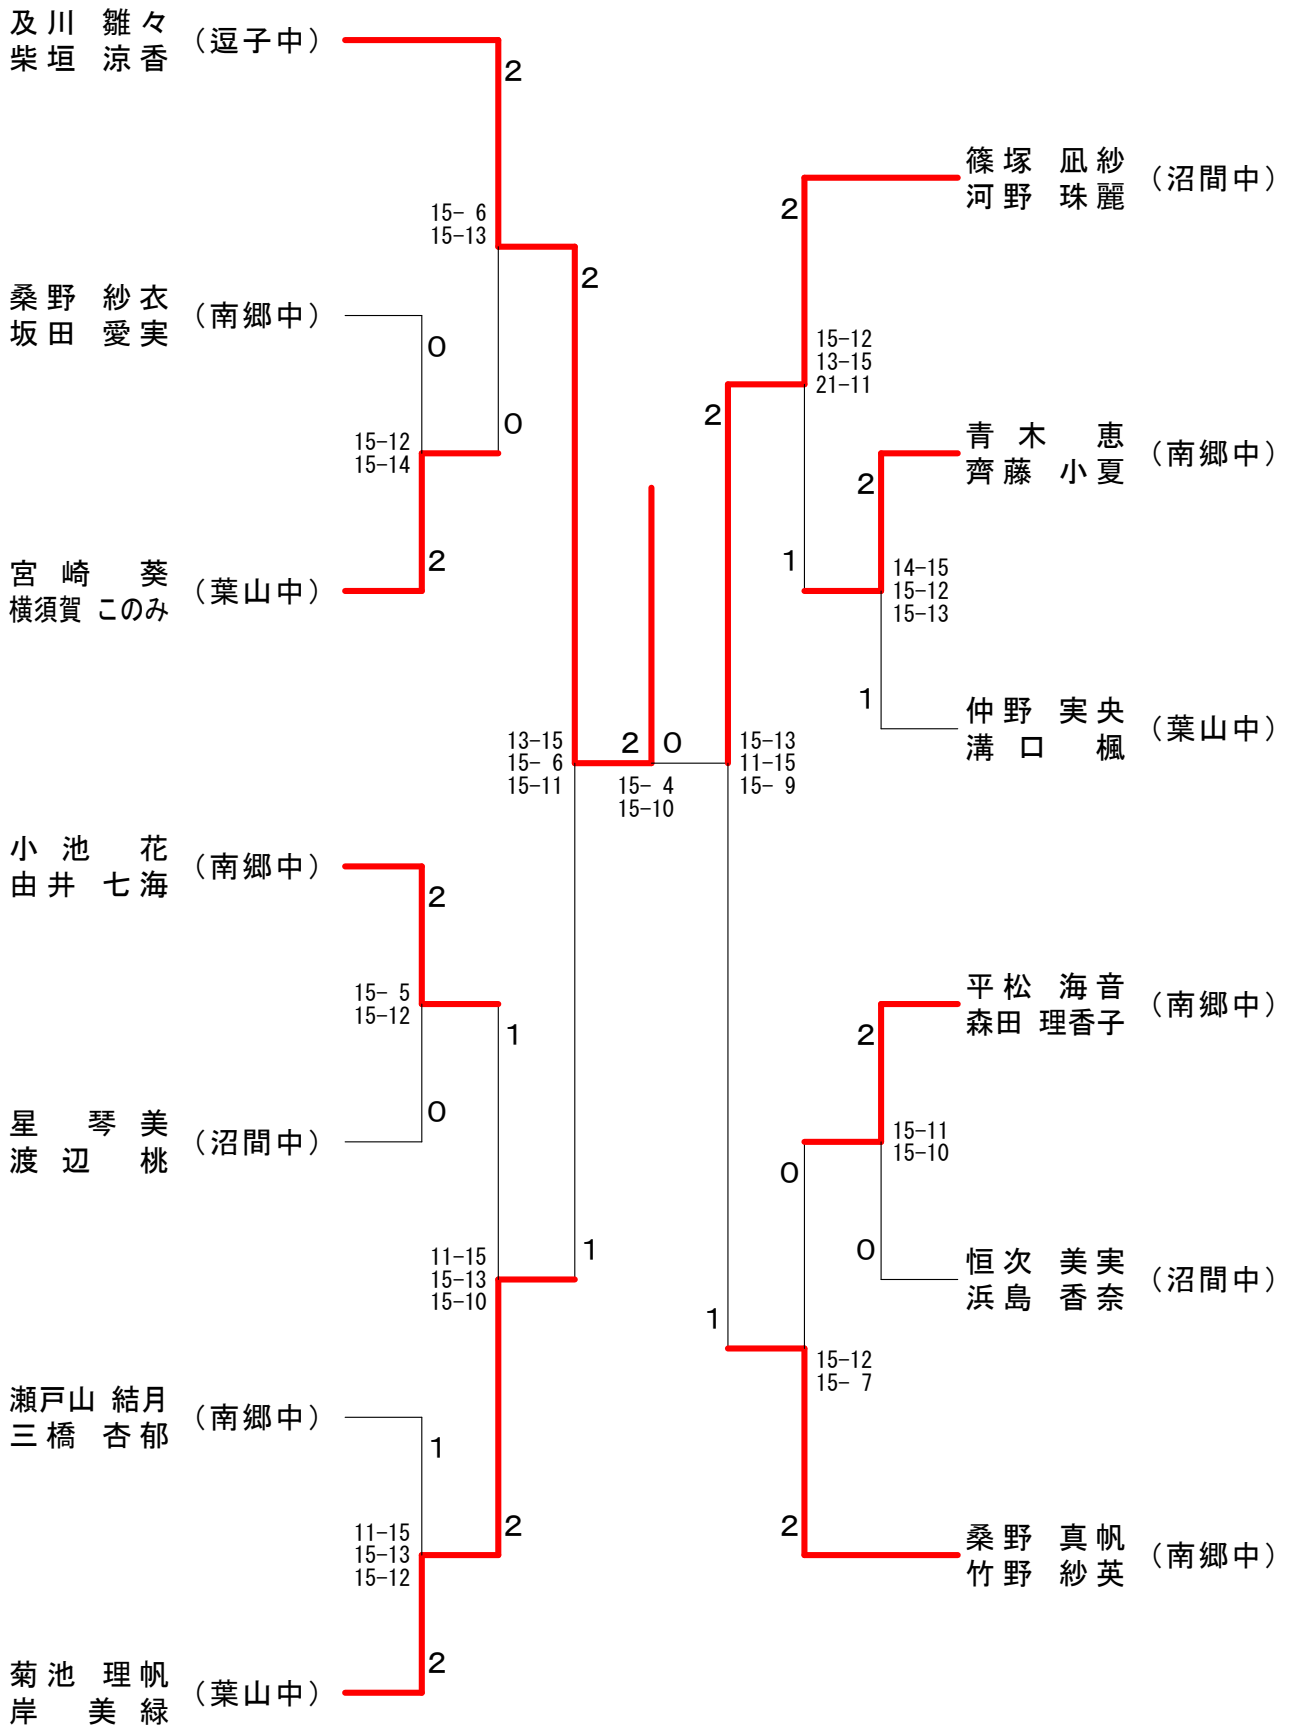 及川 雛々
柴垣 涼香
（逗子中）
2
15- 6
15-13
2
桑野 紗衣
坂田 愛実
（南郷中）
0
0
15-12
15-14
宮崎 葵
横須賀 このみ
（葉山中）
2
13-15
15- 6
15-11
2
0
15- 4
15-10
小池 花
由井 七海
（南郷中）
2
15- 5
15-12
1
星 琴美
渡辺 桃
（沼間中）
0
11-15
15-13
15-10
1
瀬戸山 結月
三橋 杏郁
（南郷中）
1
11-15
15-13
15-12
2
菊池 理帆
岸 美緑
（葉山中）
2
篠塚 凪紗
河野 珠麗
（沼間中）
2
15-12
13-15
21-11
2
青木 恵
齊藤 小夏
（南郷中）
2
1
14-15
15-12
15-13
仲野 実央
溝口 楓
（葉山中）
1
15-13
11-15
15- 9
平松 海音
森田 理香子
（南郷中）
2
15-11
15-10
0
恒次 美実
浜島 香奈
（沼間中）
0
1
15-12
15- 7
桑野 真帆
竹野 紗英
（南郷中）
2